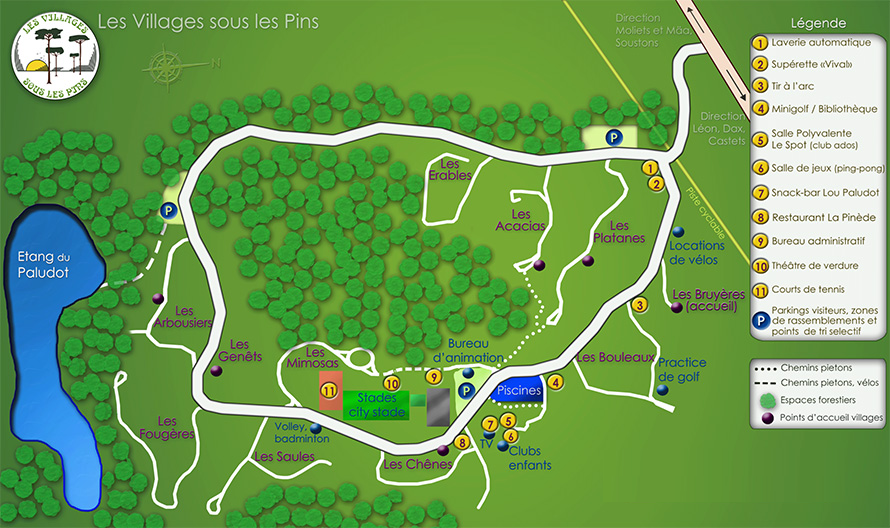 LES VILLAGES
SOUS LES PINS
Les Villages sous les Pins
N
Direction
Moliets et Mâa,
Soustons
Direction
Léon, Dax,
Castets
Piste cyclable
Etang du
Paludot
P
P
1
2
Les
Erables
Les
Acacias
Les
Platanes
Locations
de vélos
Les Bruyères
(accueil)
3
Les
Arbousiers
Les
Genêts
Les
Mimosas
Bureau
d'animation
Les Bouleaux
Practice
de golf
11
10
9
P
Piscines
4
Stades
city stade
Les
Fougères
Volley,
badminton
Les Saules
Les Chênes
8
7
5
6
TV
Clubs
enfants
Légende
1 Laverie automatique
2 Supérette «Vival»
3 Tir à l'arc
4 Minigolf / Bibliothèque
5 Salle Polyvalente
Le Spot (club ados)
6 Salle de jeux (ping-pong)
7 Snack-bar Lou Paludot
8 Restaurant La Pinède
9 Bureau administratif
10 Théâtre de verdure
11 Courts de tennis
P Parkings visiteurs, zones
de rassemblements et
points de tri selectif
Chemins pietons
Chemins pietons, vélos
Espaces forestiers
Points d'accueil villages